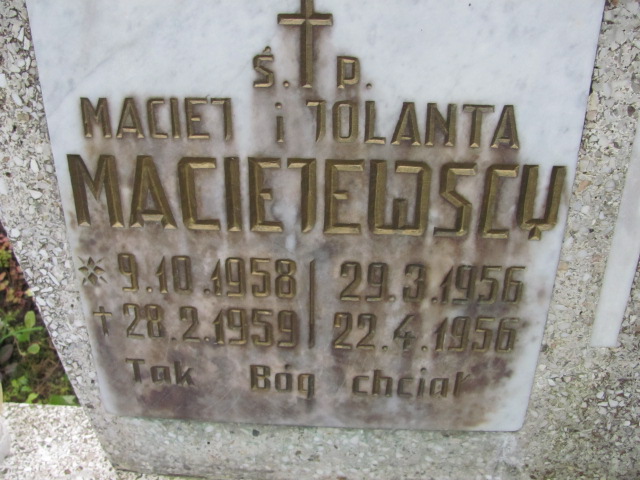 Ś. P.
MACIEJ i JOLANTA
MACIEJEWSCY
9.10.1958 29.3.1956
28.2.1959 22.4.1956
Tak Bóg chciał